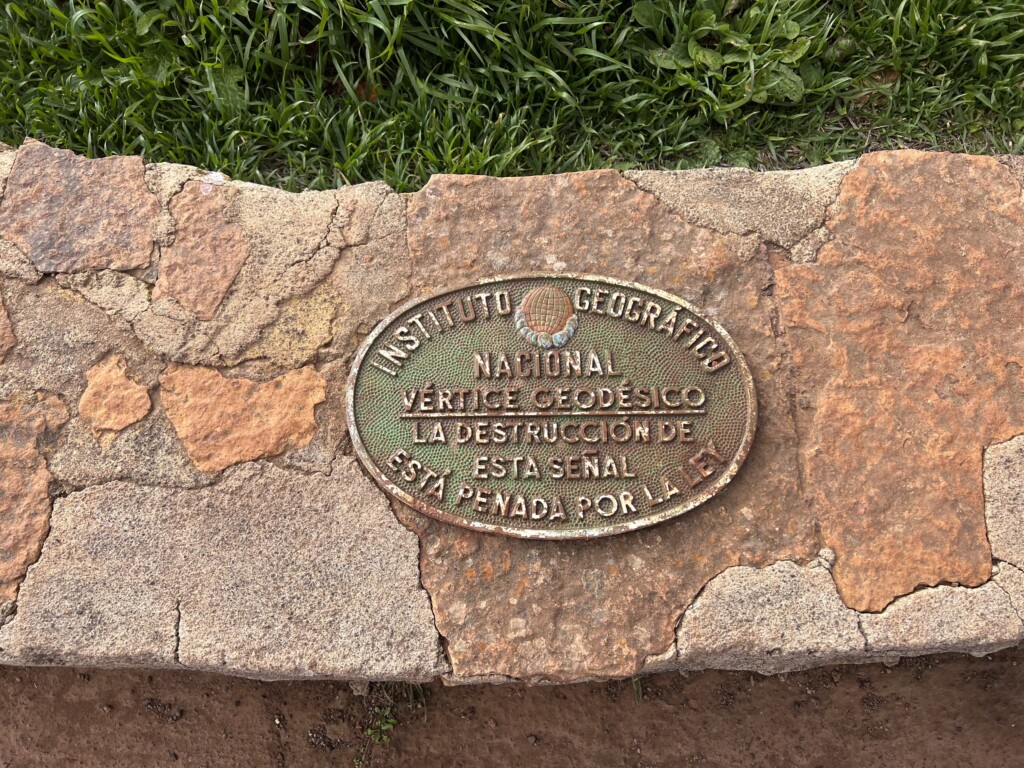 INSTITUTO GEOGRÁFICO
NACIONAL
VÉRTICE GEODÉSICO
LA DESTRUCCIÓN DE
ESTA SEÑAL
ESTÁ PENADA POR LA LEY